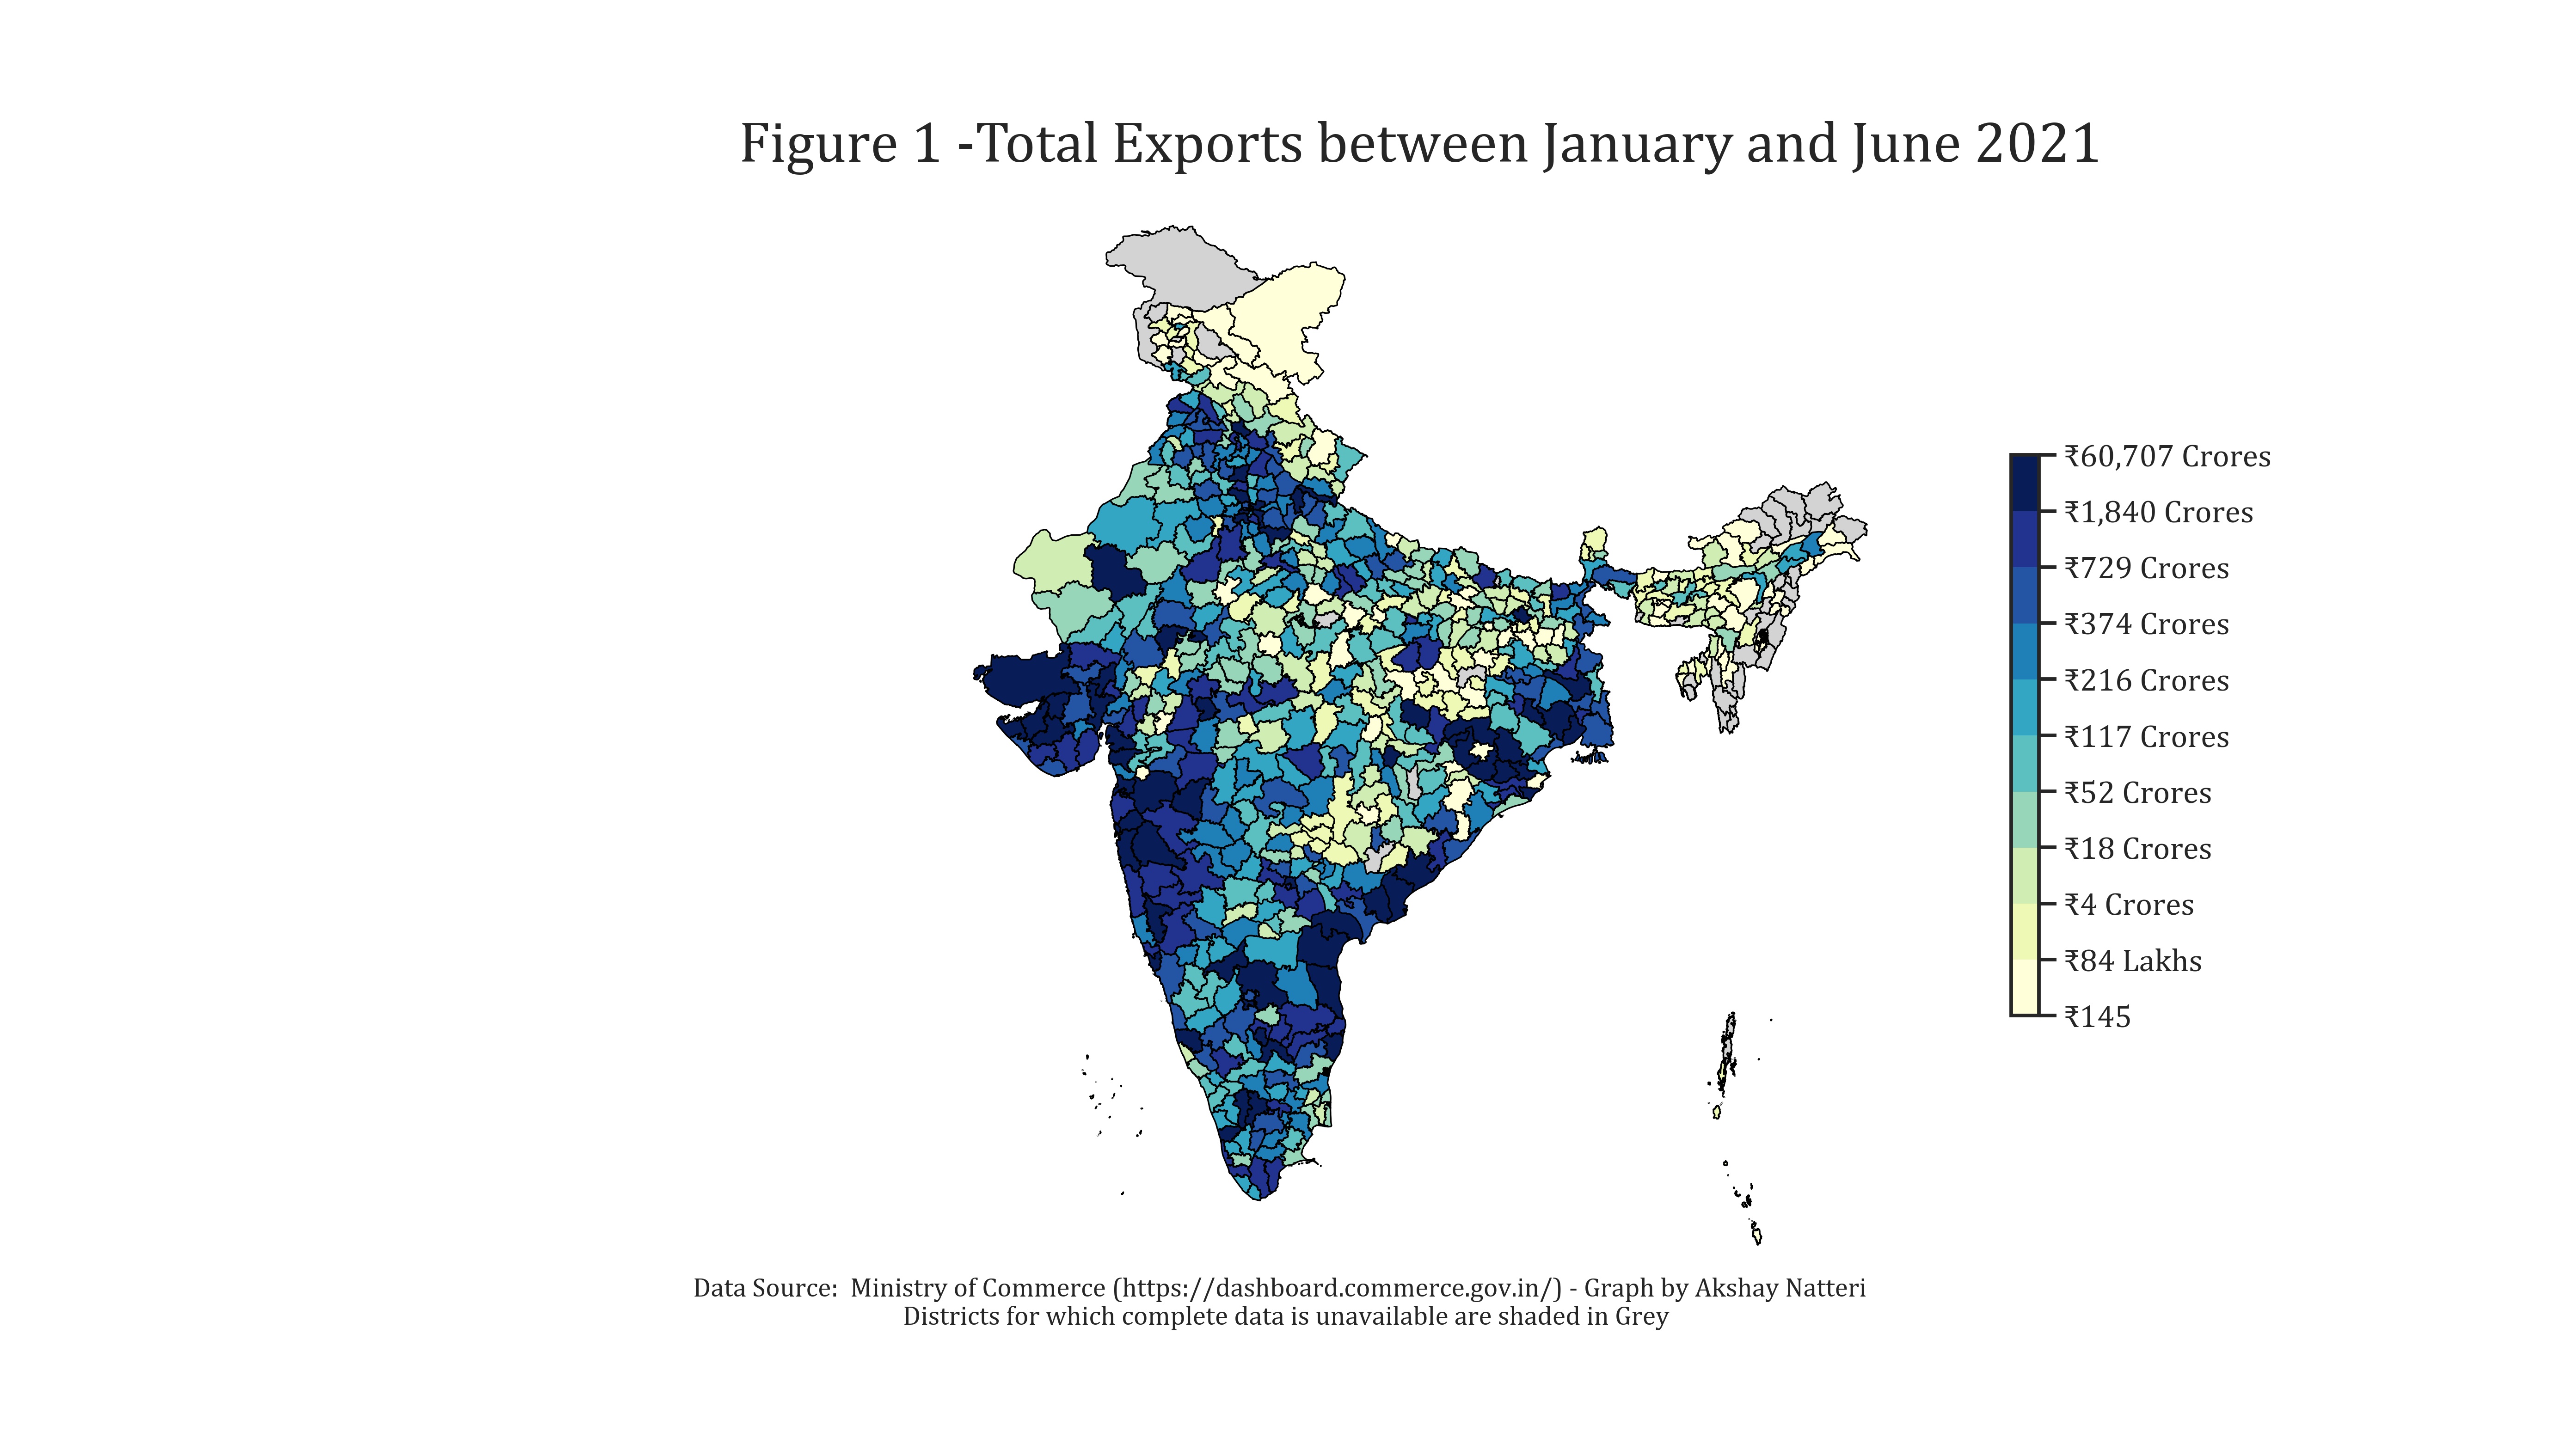 Figure 1 -Total Exports between January and June 2021
₹60,707 Crores
₹1,840 Crores
₹729 Crores
₹374 Crores
₹216 Crores
₹117 Crores
₹52 Crores
₹18 Crores
₹4 Crores
₹84 Lakhs
₹145
Data Source:  Ministry of Commerce (https://dashboard.commerce.gov.in/) - Graph by Akshay Natteri
Districts for which complete data is unavailable are shaded in Grey